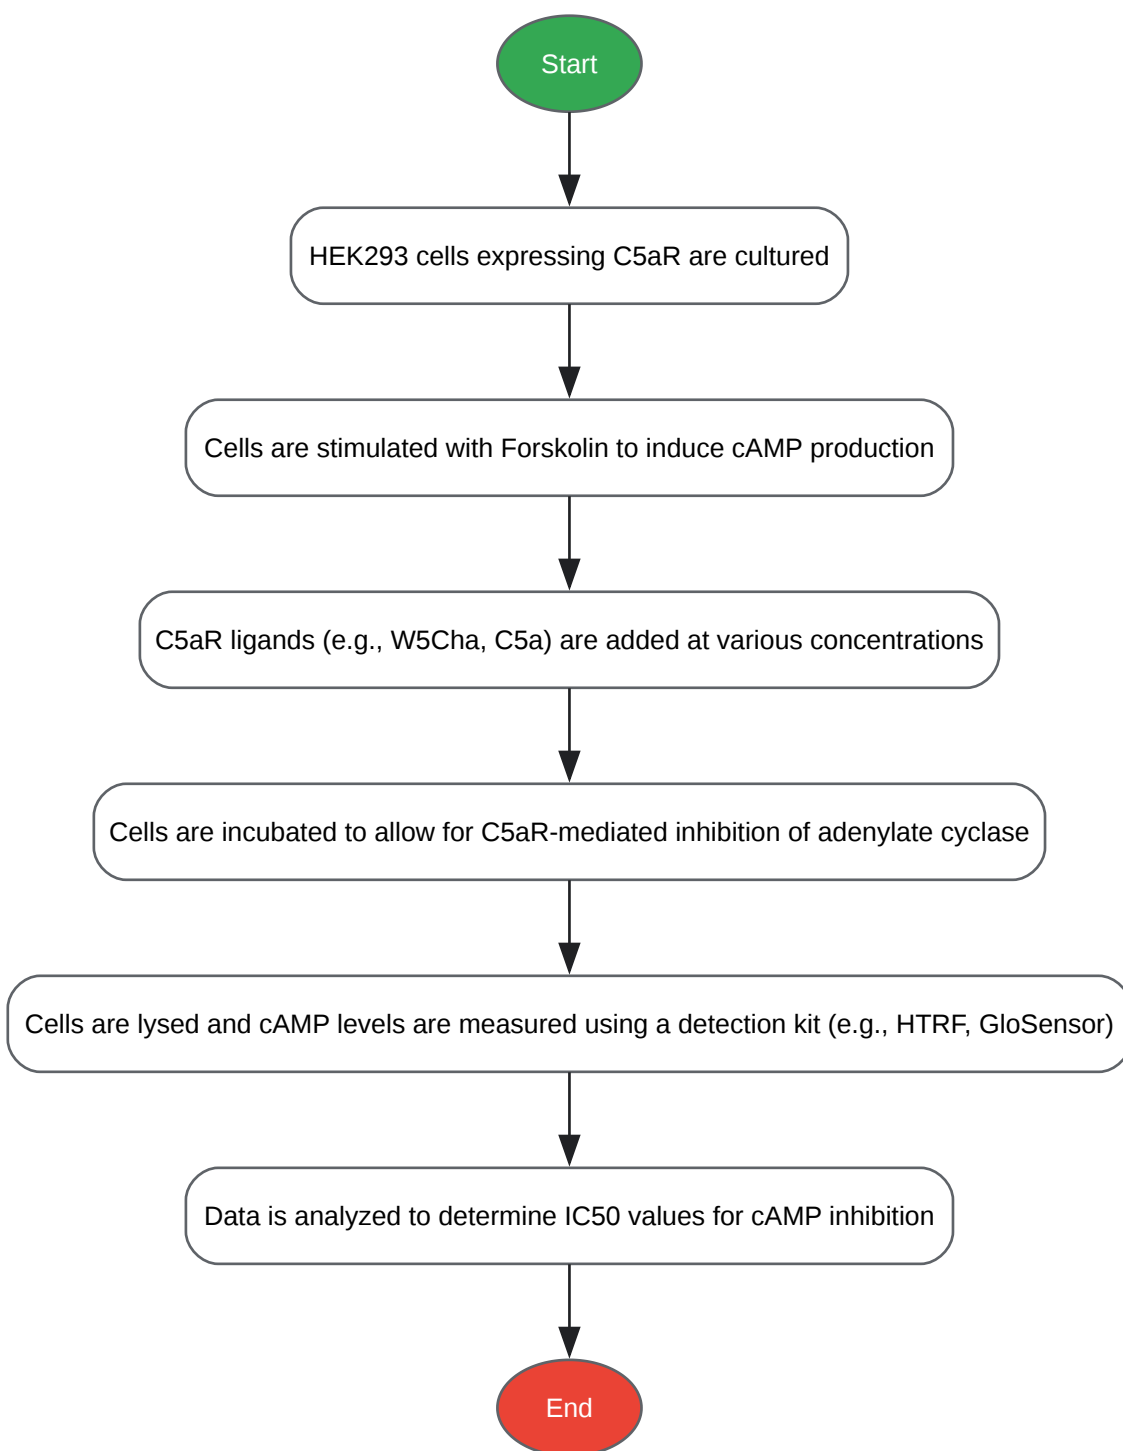 Start
HEK293 cells expressing C5aR are cultured
Cells are stimulated with Forskolin to induce cAMP production
C5aR ligands (e.g., W5Cha, C5a) are added at various concentrations
Cells are incubated to allow for C5aR-mediated inhibition of adenylate cyclase
Cells are lysed and cAMP levels are measured using a detection kit (e.g., HTRF, GloSensor)
Data is analyzed to determine IC50 values for cAMP inhibition
End